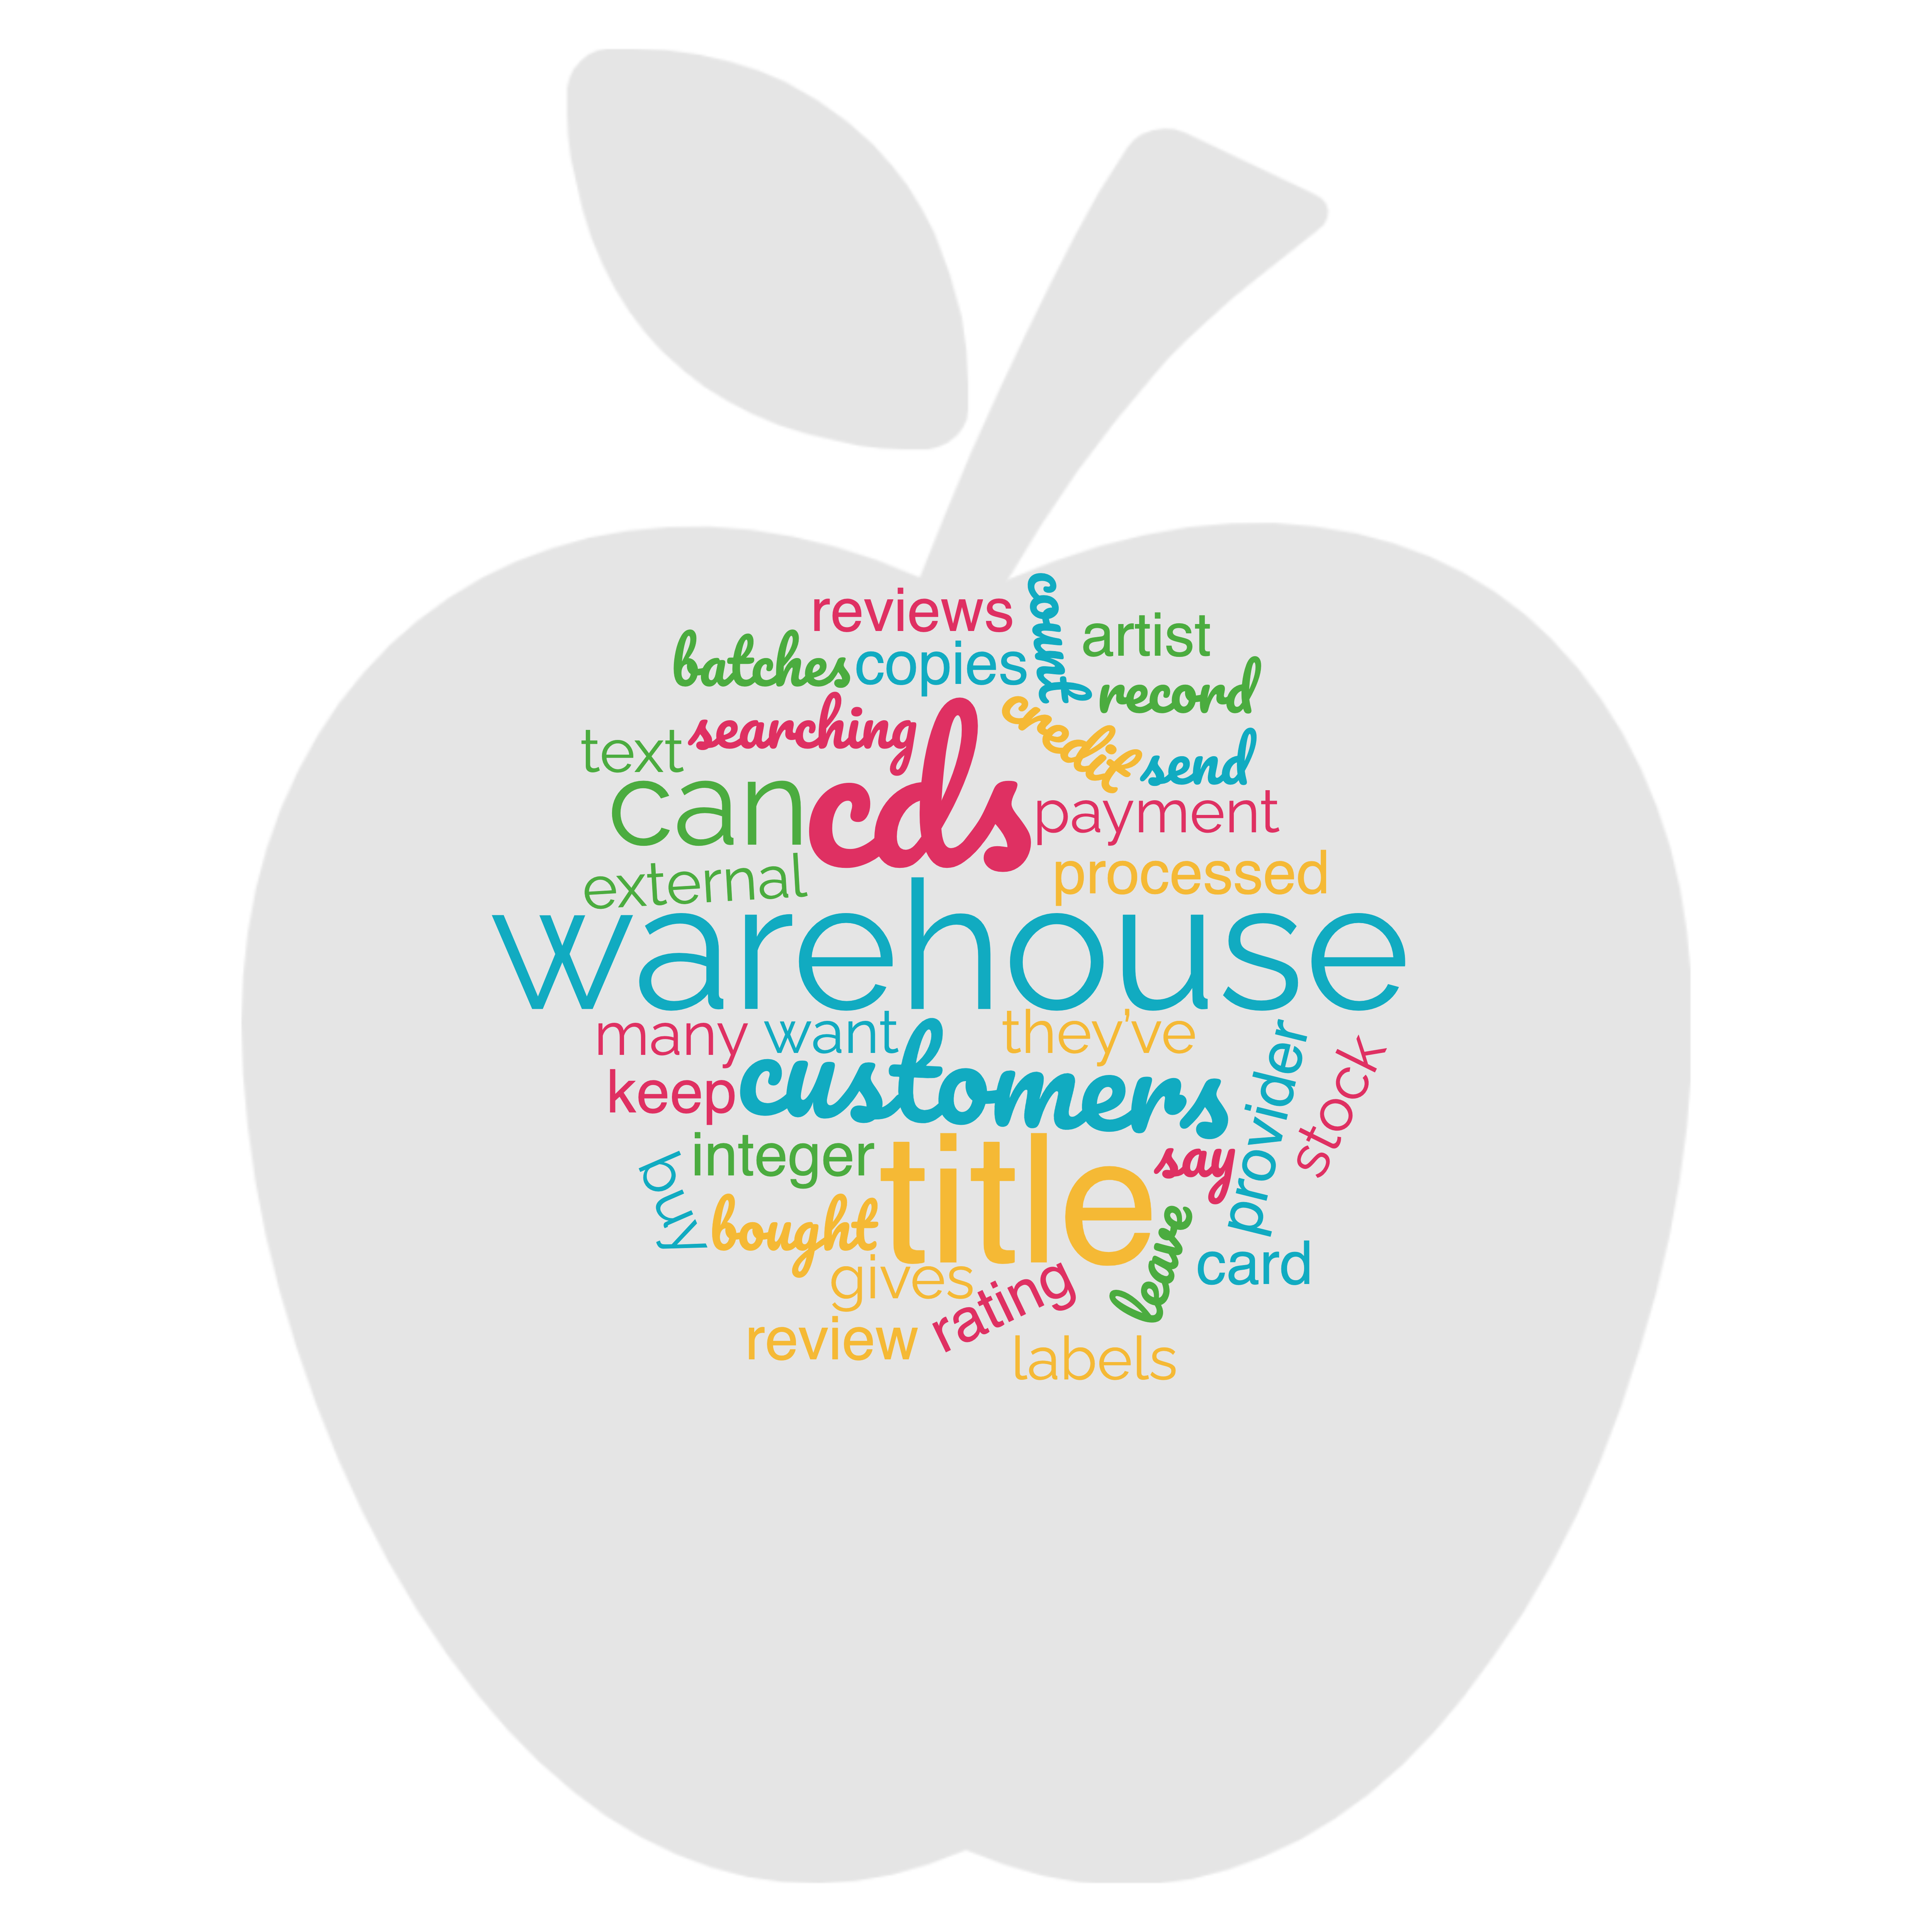 reviews
count
artist
batches
copies
record
searching
credit
send
text
can
cds
payment
external
processed
warehouse
many
want
they've
keep
customers
provider
stock
integer
title
say
find
bought
leave
card
gives
rating
review
labels